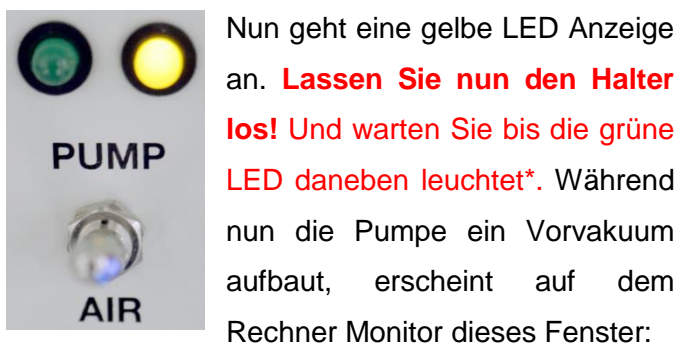 PUMP
AIR
Nun geht eine gelbe LED Anzeige
an. Lassen Sie nun den Halter
los! Und warten Sie bis die grüne
LED daneben leuchtet*. Während
nun die Pumpe ein Vorvakuum
aufbaut, erscheint auf dem
Rechner Monitor dieses Fenster: